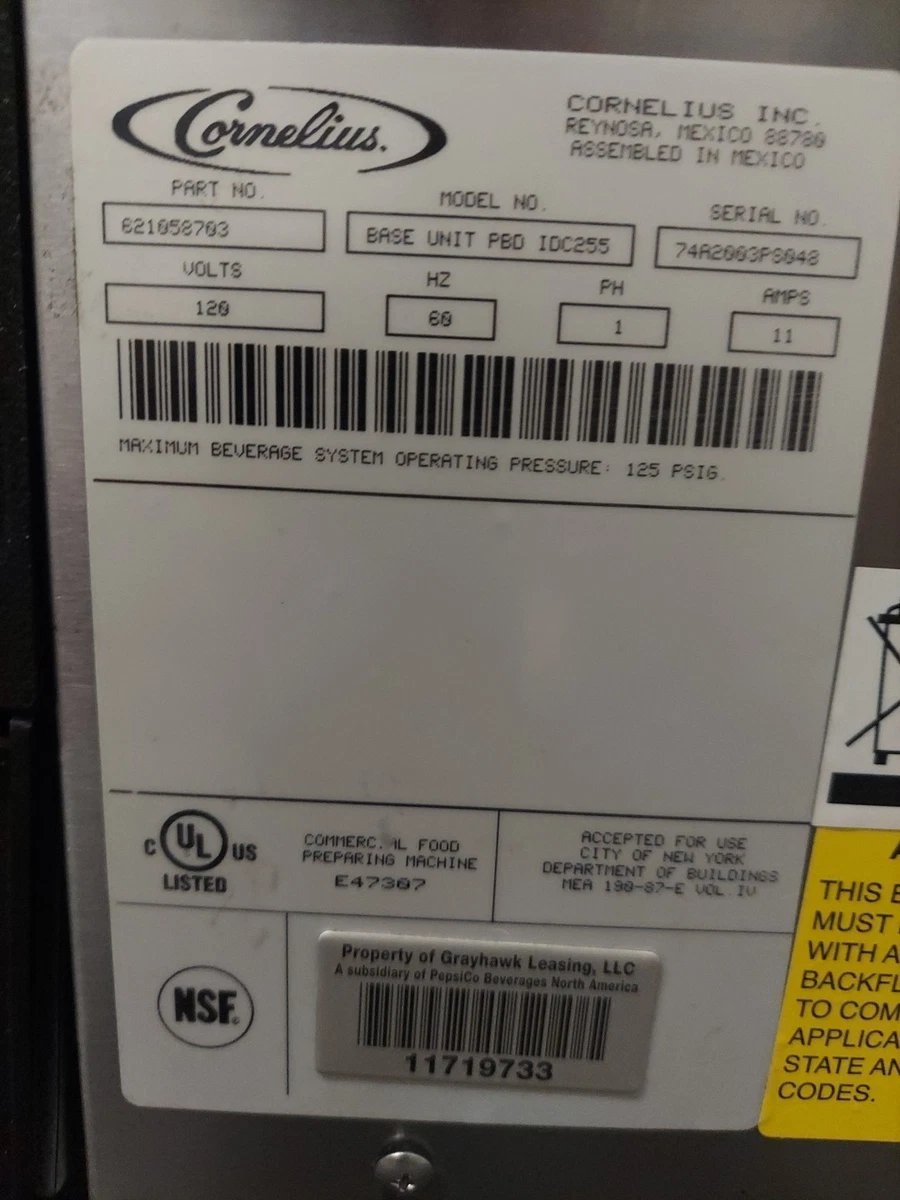 Cornelius.
CORNELIUS INC.
REYNOSA, MEXICO 88780
ASSEMBLED IN MEXICO
PART NO.
MODEL NO.
SERIAL NO.
621058703
BASE UNIT PBD IDC255
74A2003PS048
VOLTS
HZ
PH
AMPS
120
60
1
11
MAXIMUM BEVERAGE SYSTEM OPERATING PRESSURE: 125 PSIG.
C UL US
LISTED
COMMERC. AL FOOD
PREPARING MACHINE
E47307
ACCEPTED FOR USE
CITY OF NEW YORK
DEPARTMENT OF BUILDINGS
MEA 190-87-E VOL.IV
NSF.
Property of Grayhawk Leasing, LLC
A subsidiary of PepsiCo Beverages North America
11719733
THIS E
MUST
WITH A
BACKFL
TO COM
APPLICA
STATE AN
CODES.